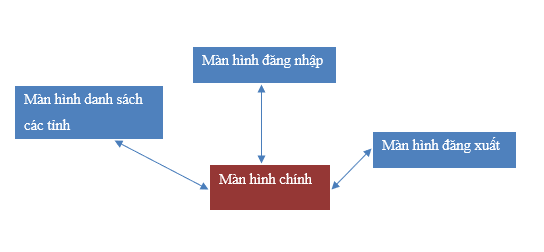 Màn hình đăng nhập
Màn hình danh sách
các tỉnh
Màn hình đăng xuất
Màn hình chính